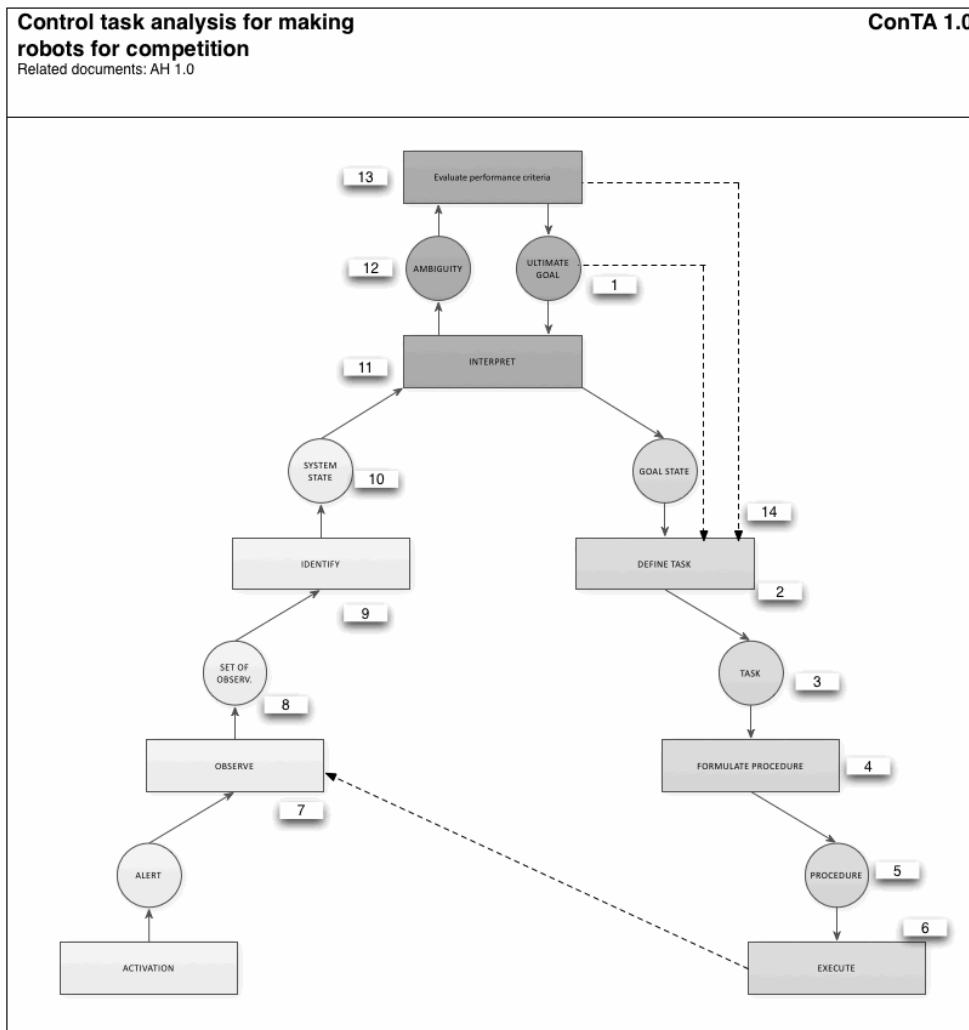 Control task analysis for making
robots for competition
ConTA 1.0
Related documents: AH 1.0
13
Evaluate performance criteria
12
AMBIGUITY
ULTIMATE
GOAL
1
INTERPRET
11
SYSTEM
STATE
10
GOAL STATE
14
IDENTIFY
DEFINE TASK
2
9
SET OF
OBSERV.
8
TASK
3
OBSERVE
7
FORMULATE PROCEDURE
4
ALERT
PROCEDURE
5
6
ACTIVATION
EXECUTE